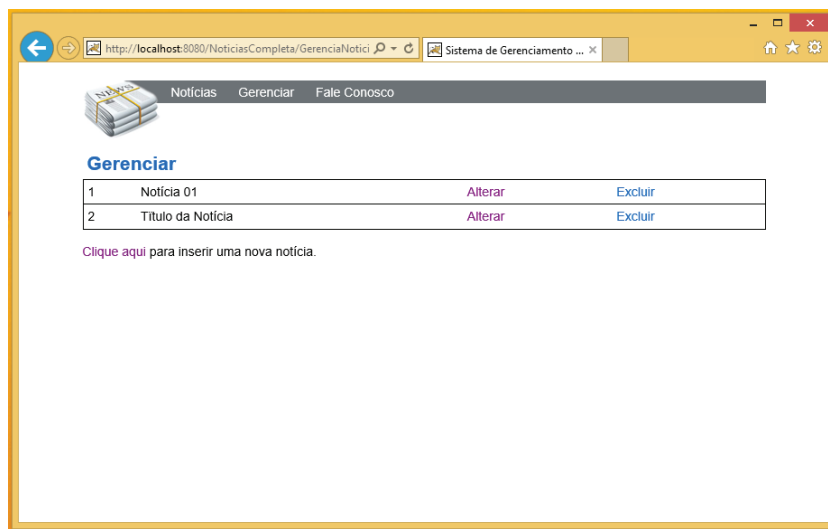 http://localhost:8080/NoticiasCompleta/GerenciaNotici
Sistema de Gerenciamento ...
NEWS
Notícias Gerenciar Fale Conosco
Gerenciar
1 Notícia 01 Alterar Excluir
2 Título da Notícia Alterar Excluir
Clique aqui para inserir uma nova notícia.